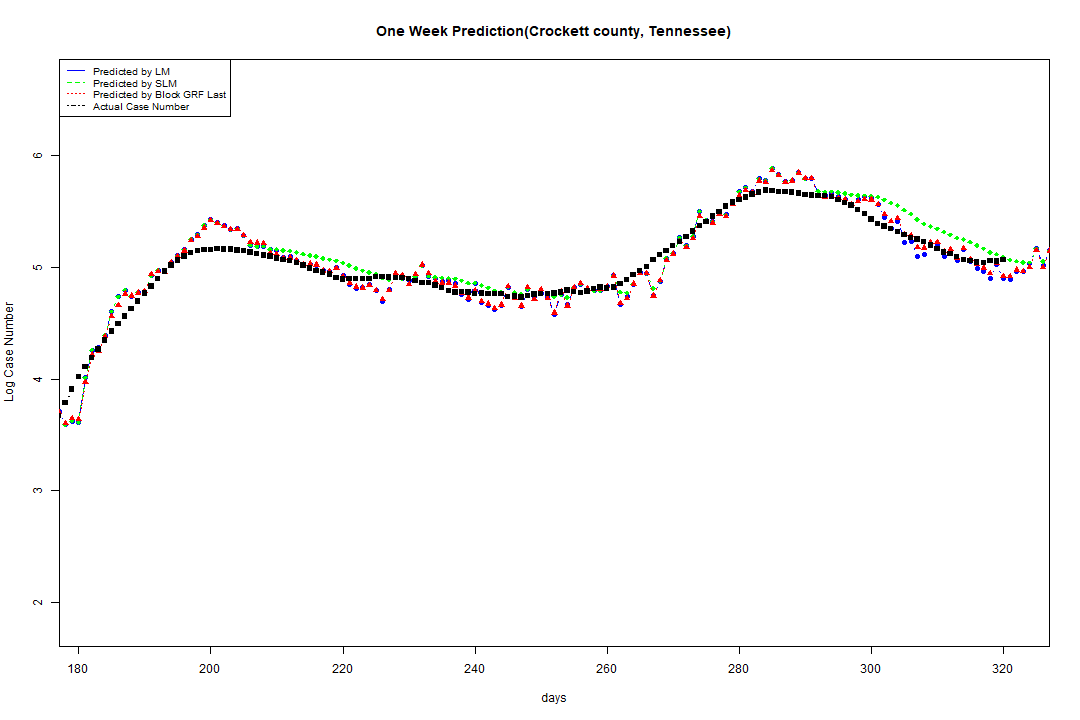 One Week Prediction(Crockett county, Tennessee)
Predicted by LM
Predicted by SLM
Predicted by Block GRF Last
Actual Case Number
6
5
4
3
2
Log Case Number
180 200 220 240 260 280 300 320
days